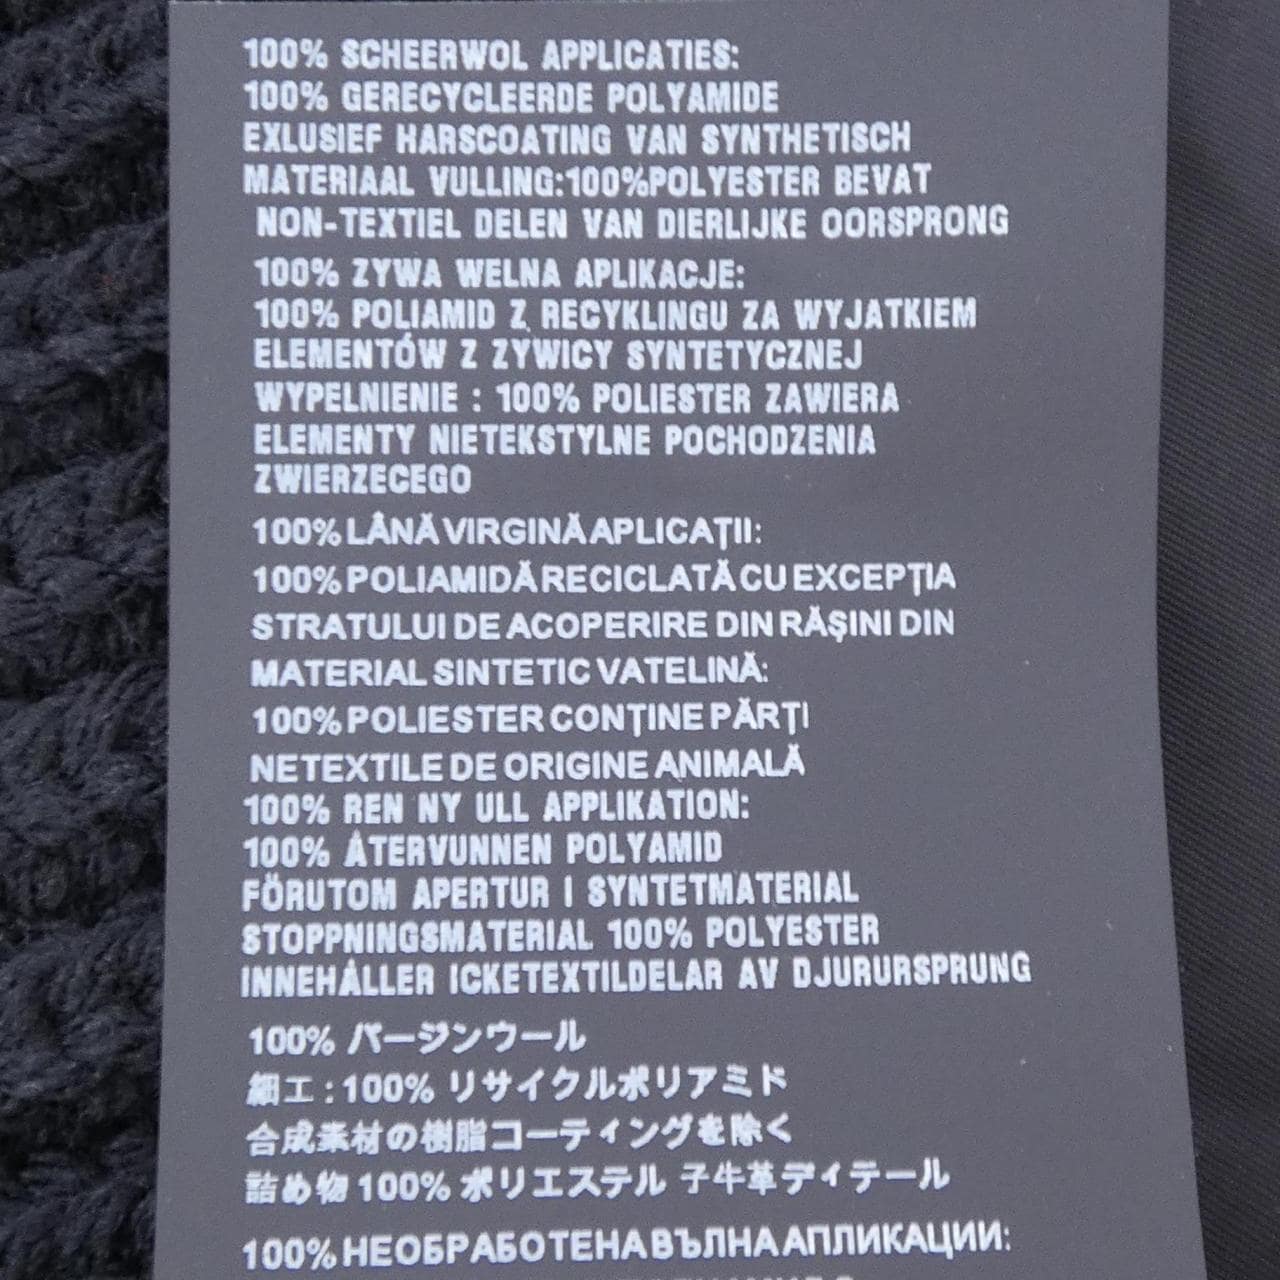 100% SCHEERWOL APPLICATIES:
100% GERECYCLEERDE POLYAMIDE
EXLUSIEF HARSCOATING VAN SYNTHETISCH
MATERIAAL VULLING:100%POLYESTER BEVAT
NON-TEXTIEL DELEN VAN DIERLIJKE OORSPRONG
100% ZYWA WELNA APLIKACJE:
100% POLIAMID Z RECYKLINGU ZA WYJATKIEM
ELEMENTÓW Z ZYWICY SYNTETYCZNEJ
WYPELNIENIE : 100% POLIESTER ZAWIERA
ELEMENTY NIETEKSTYLNE POCHODZENIA
ZWIERZECEGO
100% LÂNĂ VIRGINĂ APLICAȚII:
100% POLIAMIDĂ RECICLATĂ CU EXCEPȚIA
STRATULUI DE ACOPERIRE DIN RĂȘINI DIN
MATERIAL SINTETIC VATELINĂ:
100% POLIESTER CONȚINE PĂRȚI
NETEXTILE DE ORIGINE ANIMALĂ
100% REN NY ULL APPLIKATION:
100% ÅTERVUNNEN POLYAMID
FÖRUTOM APERTUR I SYNTETMATERIAL
STOPPNINGSMATERIAL 100% POLYESTER
INNEHÅLLER ICKETEXTILDELAR AV DJURURSPRUNG
100% バージンウール
細工：100% リサイクルポリアミド
合成素材の樹脂コーティングを除く
詰め物 100% ポリエステル 子牛革ディテール
100% НЕОБРАБОТЕНА ВЪЛНА АПЛИКАЦИИ: